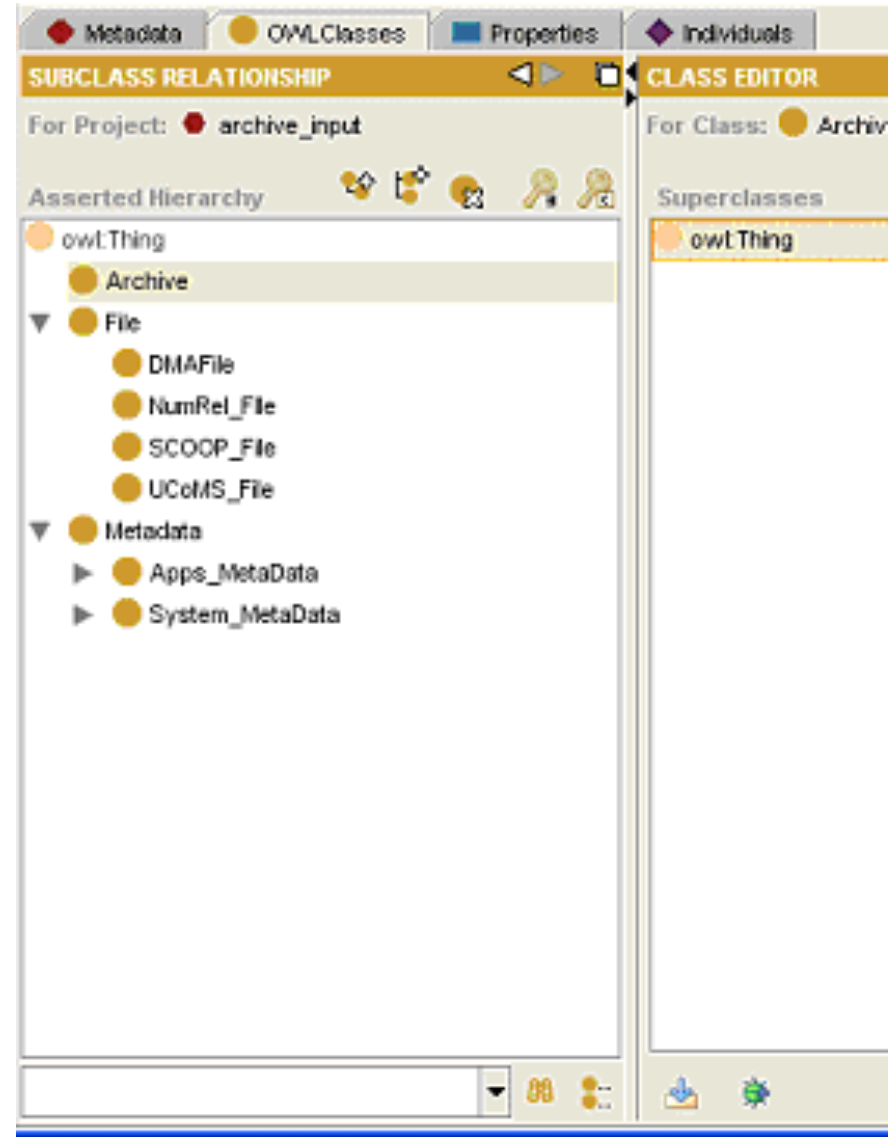 Metadata OWLClasses Properties Individuals
SUBCLASS RELATIONSHIP
For Project: archive_input
Asserted Hierarchy
owl:Thing
Archive
File
DMAFile
NumRel_File
SCOOP_File
UCoMS_File
Metadata
Apps_MetaData
System_MetaData
CLASS EDITOR
For Class: Archiv
Superclasses
owl:Thing